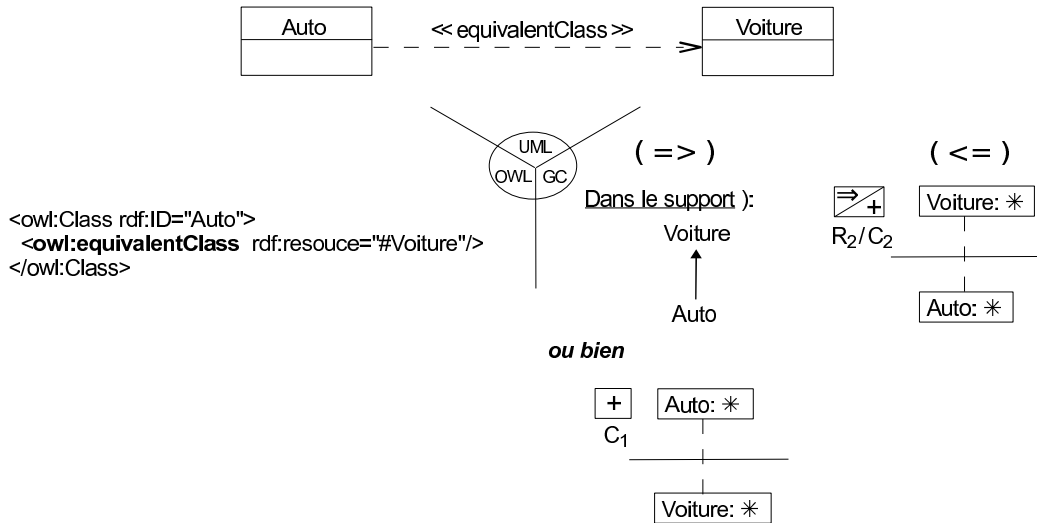 Auto
<< equivalentClass >>
Voiture
UML
OWL
GC
<owl:Class rdf:ID="Auto">
<owl:equivalentClass rdf:resouce="#Voiture"/>
</owl:Class>
( => )
Dans le support ):
Voiture
Auto
( <= )
⇒
+
R2/C2
Voiture: ✳
Auto: ✳
ou bien
+
C1
Auto: ✳
Voiture: ✳